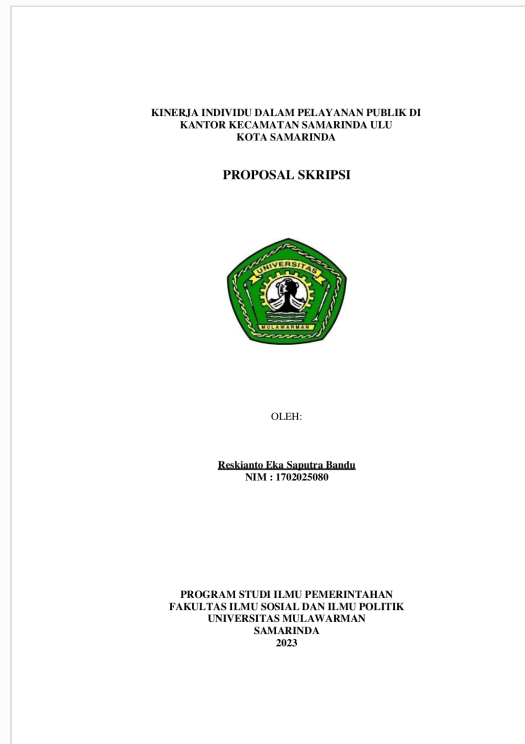 KINERJA INDIVIDU DALAM PELAYANAN PUBLIK DI
KANTOR KECAMATAN SAMARINDA ULU
KOTA SAMARINDA
PROPOSAL SKRIPSI
UNIVERSITAS
MULAWARMAN
OLEH:
Reskianto Eka Saputra Bandu
NIM : 1702025080
PROGRAM STUDI ILMU PEMERINTAHAN
FAKULTAS ILMU SOSIAL DAN ILMU POLITIK
UNIVERSITAS MULAWARMAN
SAMARINDA
2023